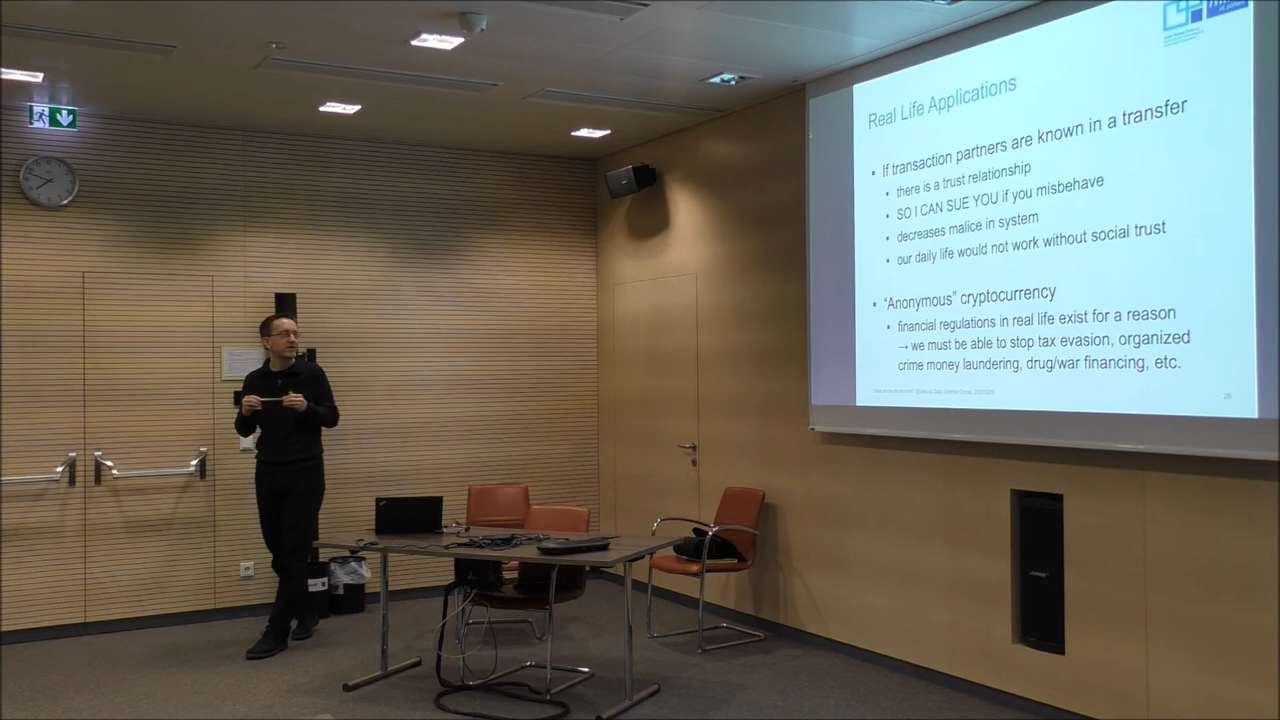 Real Life Applications
If transaction partners are known in a transfer
there is a trust relationship
SO I CAN SUE YOU if you misbehave
decreases malice in system
our daily life would not work without social trust
"Anonymous" cryptocurrency
financial regulations in real life exist for a reason
→ we must be able to stop tax evasion, organized
crime money laundering, drug/war financing, etc.
BOSE